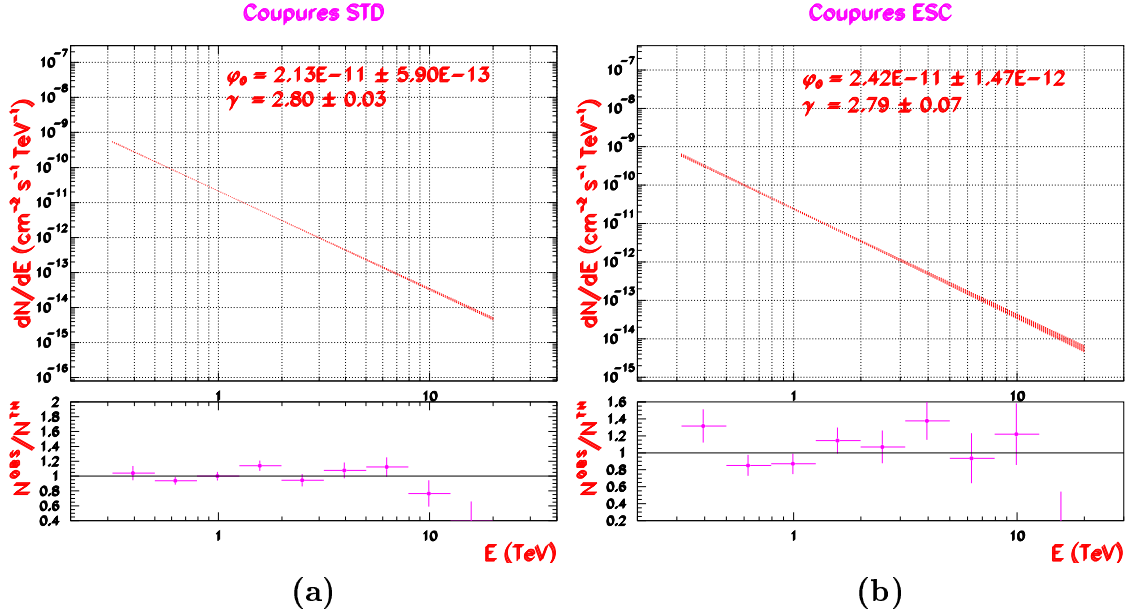 Coupures STD
φ₀ = 2.13E-11 ± 5.90E-13
γ = 2.80 ± 0.03
dN/dE (cm⁻² s⁻¹ TeV⁻¹)
10⁻⁷
10⁻⁸
10⁻⁹
10⁻¹⁰
10⁻¹¹
10⁻¹²
10⁻¹³
10⁻¹⁴
10⁻¹⁵
10⁻¹⁶
1 10
N^OBS/N^TH
2
1.8
1.6
1.4
1.2
1
0.8
0.6
0.4
1 10
E (TeV)
(a)
Coupures ESC
φ₀ = 2.42E-11 ± 1.47E-12
γ = 2.79 ± 0.07
dN/dE (cm⁻² s⁻¹ TeV⁻¹)
10⁻⁷
10⁻⁸
10⁻⁹
10⁻¹⁰
10⁻¹¹
10⁻¹²
10⁻¹³
10⁻¹⁴
10⁻¹⁵
1 10
N^OBS/N^TH
1.6
1.4
1.2
1
0.8
0.6
0.4
0.2
1 10
E (TeV)
(b)